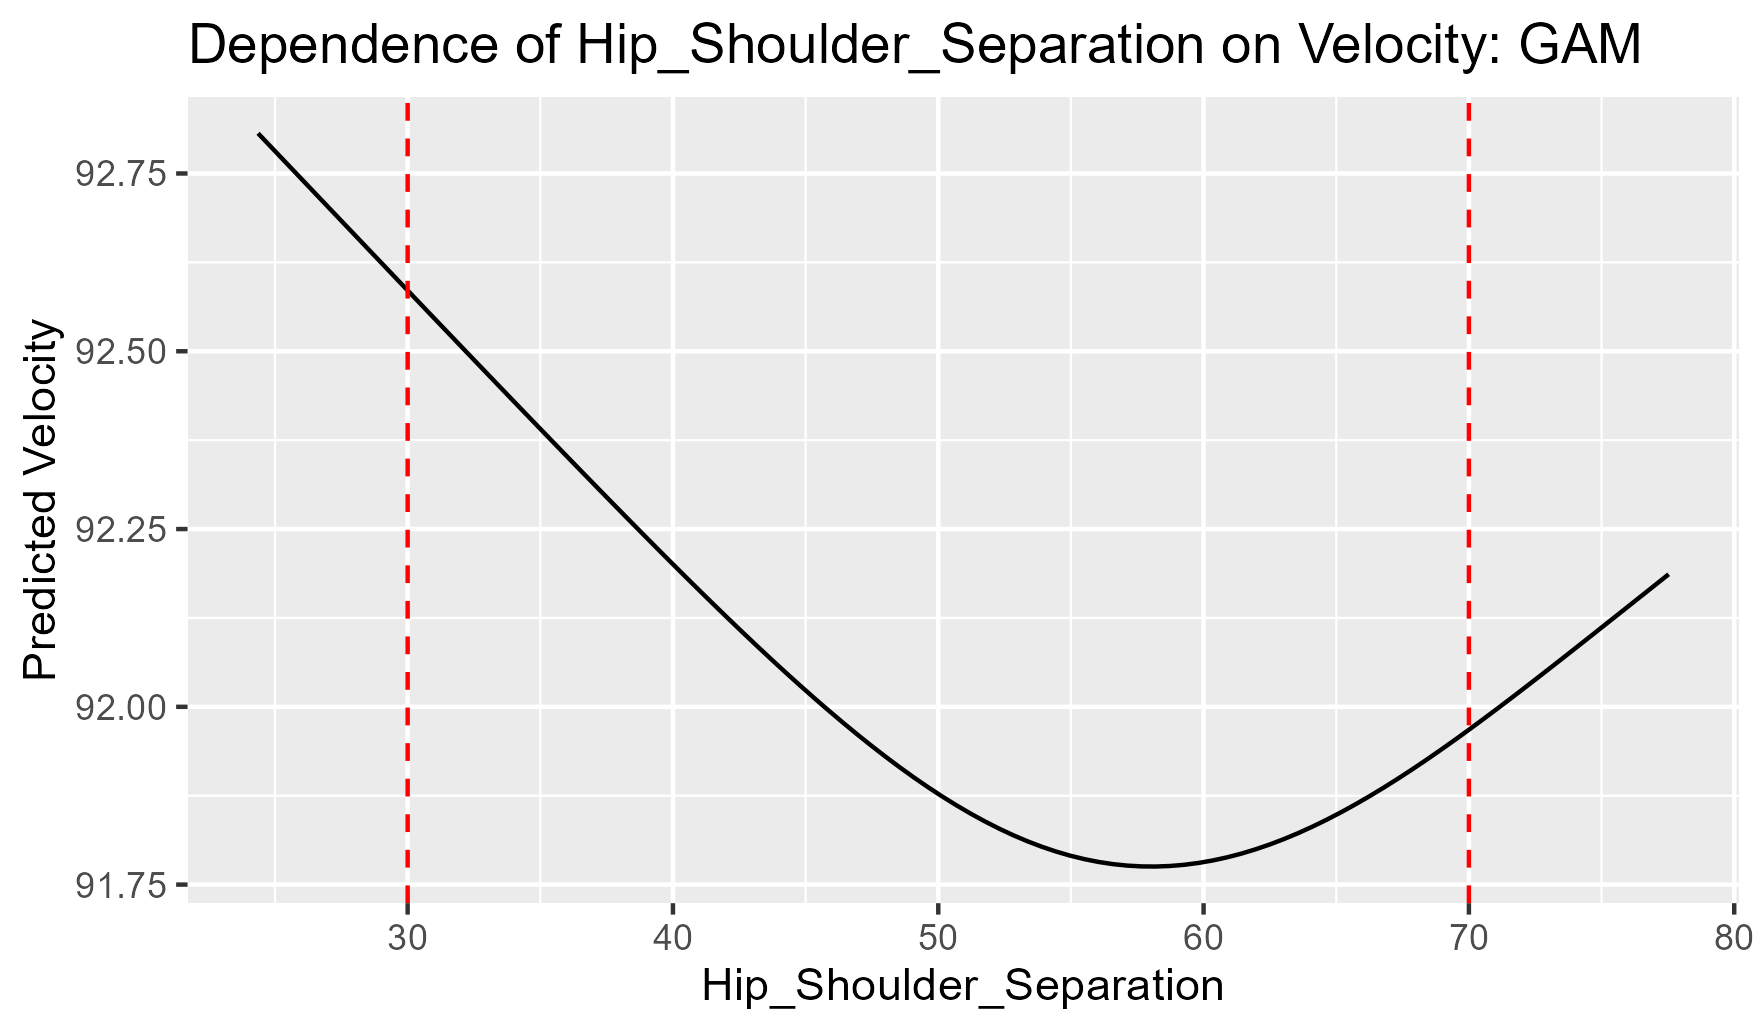 Dependence of Hip_Shoulder_Separation on Velocity: GAM
Predicted Velocity
92.75
92.50
92.25
92.00
91.75
30 40 50 60 70 80
Hip_Shoulder_Separation